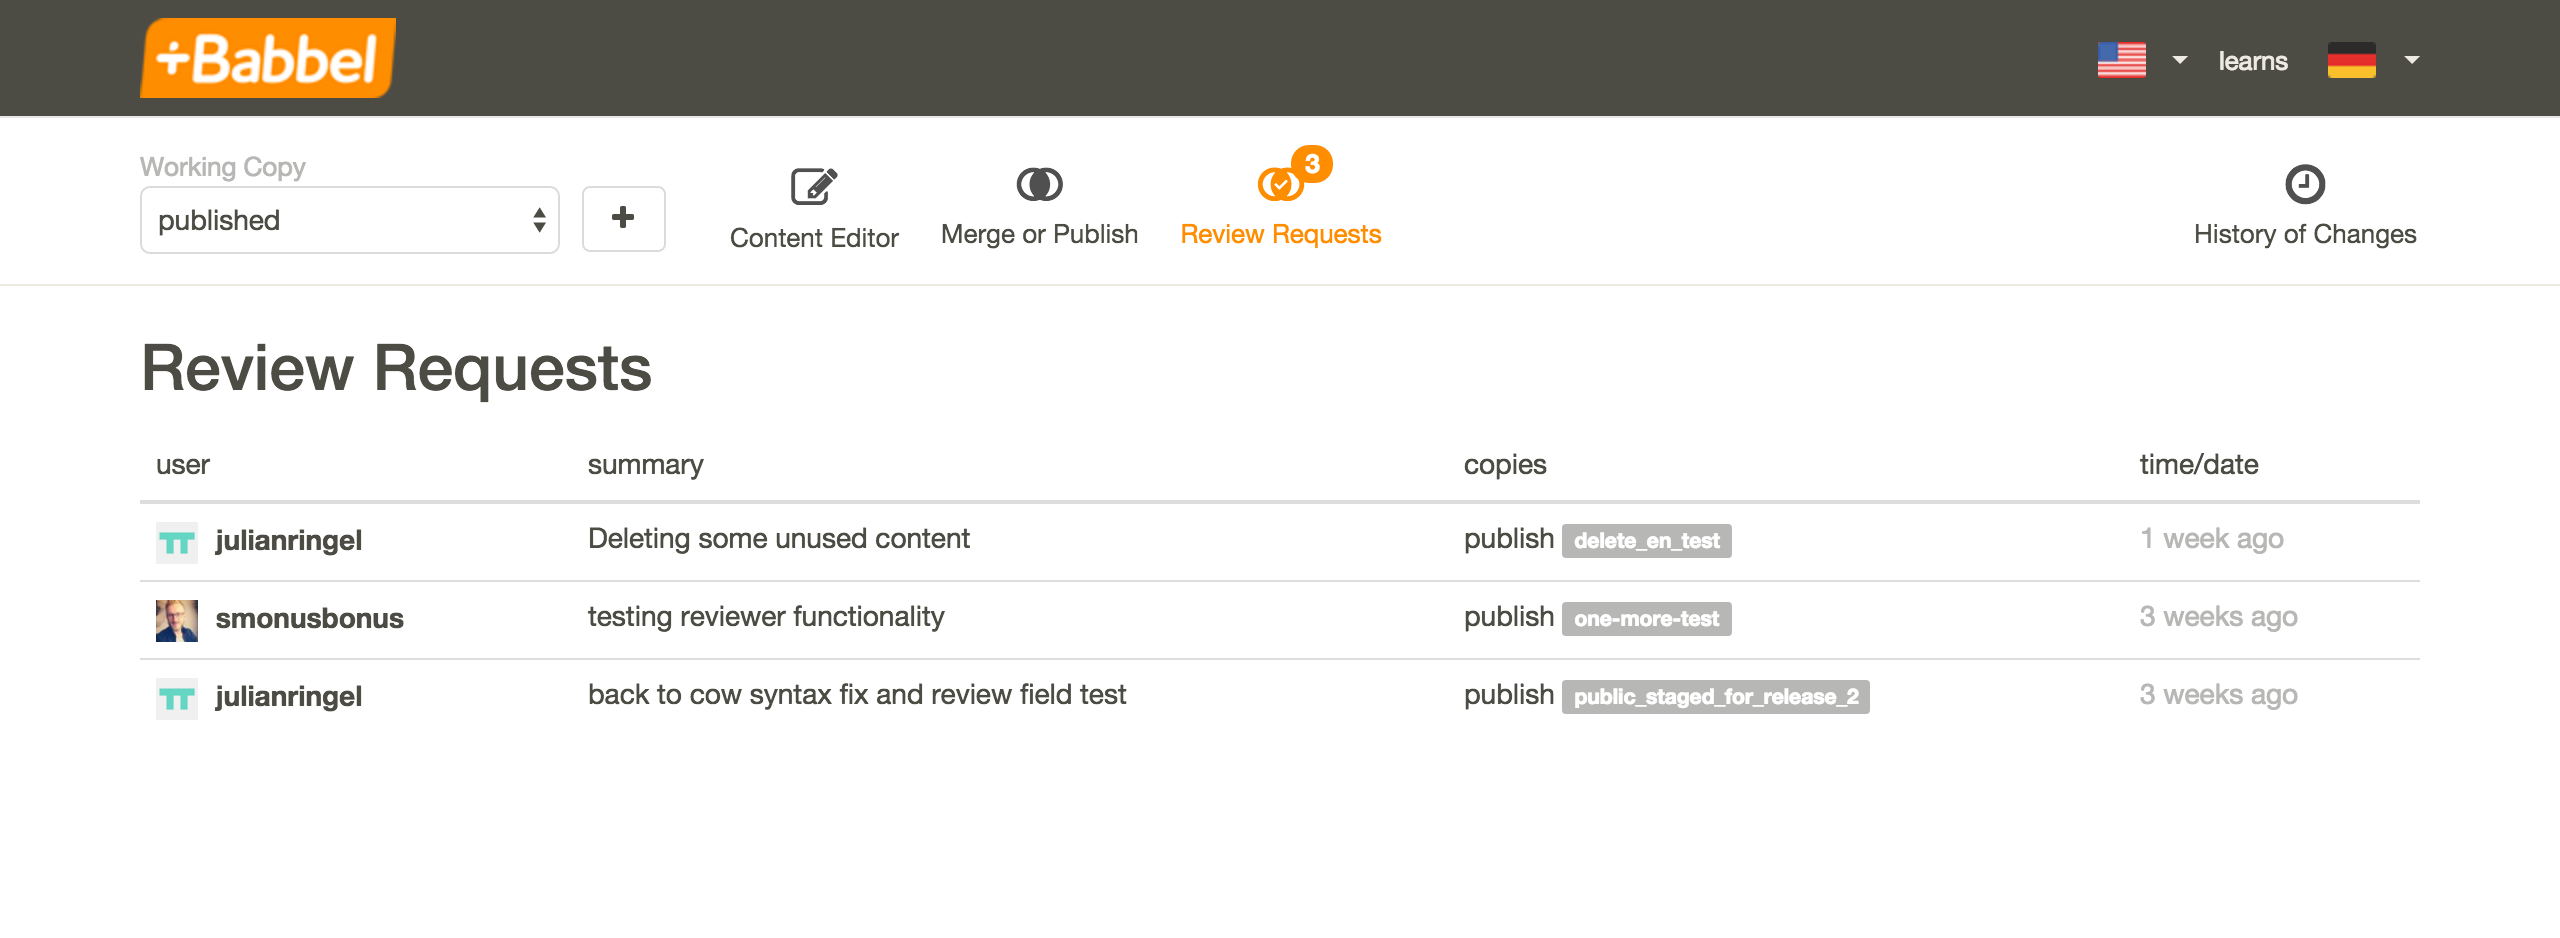 +Babbel
learns
Working Copy
published
+
Content Editor
Merge or Publish
3
Review Requests
History of Changes
Review Requests
user summary copies time/date
julianringel Deleting some unused content publish delete_en_test 1 week ago
smonusbonus testing reviewer functionality publish one-more-test 3 weeks ago
julianringel back to cow syntax fix and review field test publish public_staged_for_release_2 3 weeks ago